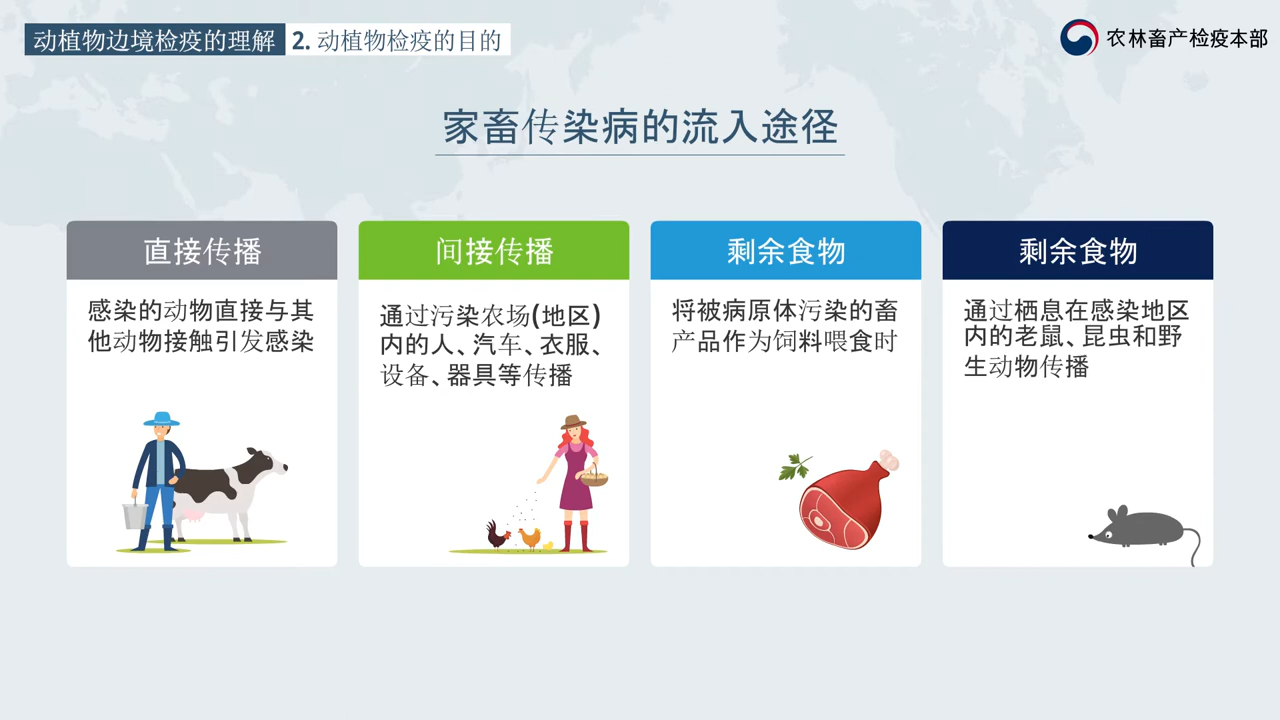 动植物边境检疫的理解 2. 动植物检疫的目的
农林畜产检疫本部
家畜传染病的流入途径
直接传播
感染的动物直接与其
他动物接触引发感染
间接传播
通过污染农场(地区)
内的人、汽车、衣服、
设备、器具等传播
剩余食物
将被病原体污染的畜
产品作为饲料喂食时
剩余食物
通过栖息在感染地区
内的老鼠、昆虫和野
生动物传播